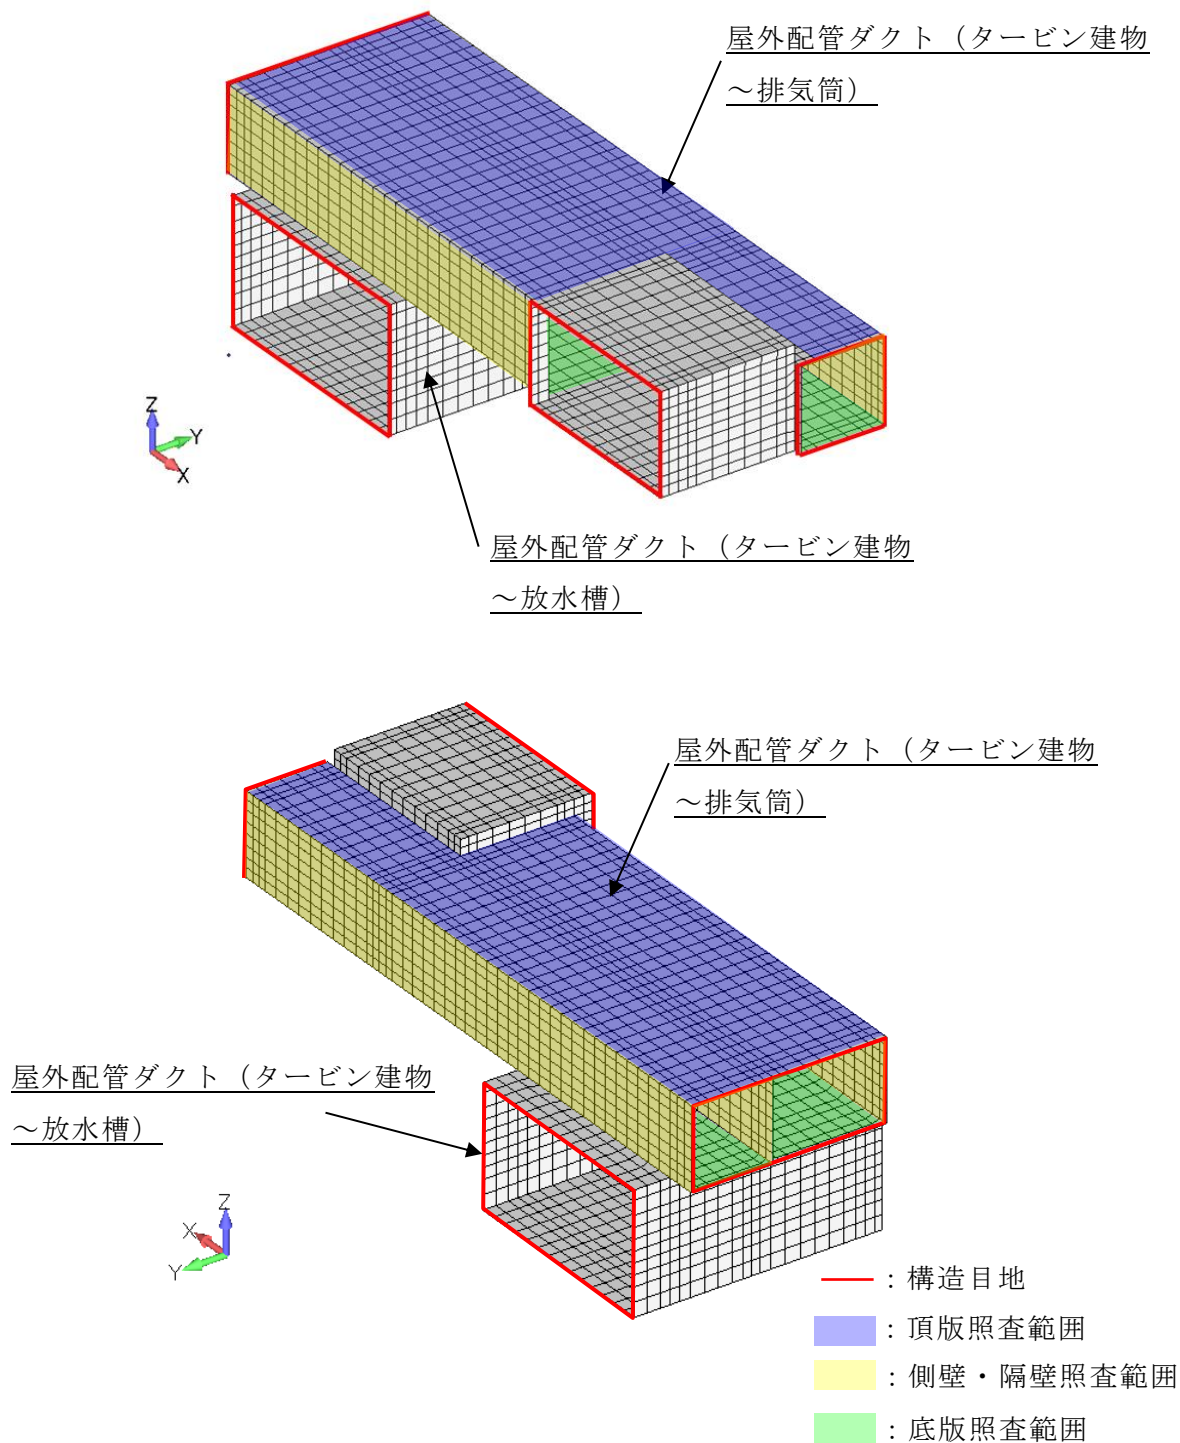 屋外配管ダクト（タービン建物
～排気筒）
Z
Y
X
屋外配管ダクト（タービン建物
～放水槽）
屋外配管ダクト（タービン建物
～排気筒）
屋外配管ダクト（タービン建物
～放水槽）
Z
X
Y
：構造目地
：頂版照査範囲
：側壁・隔壁照査範囲
：底版照査範囲